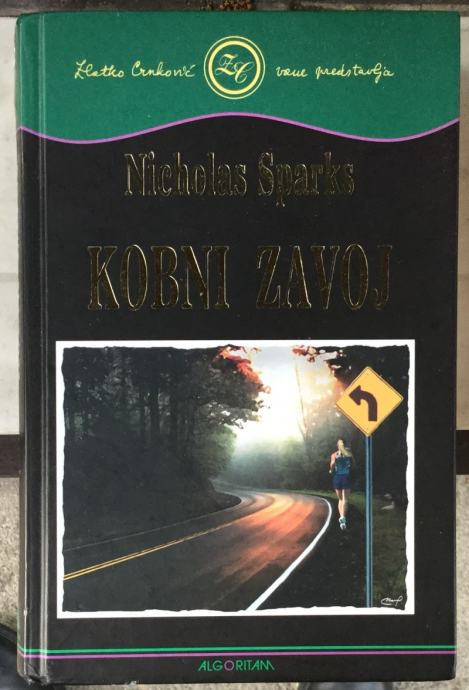 Zlatko Crnković ZC vam predstavlja
Nicholas Sparks
KOBNI ZAVOJ
ALGORITAM